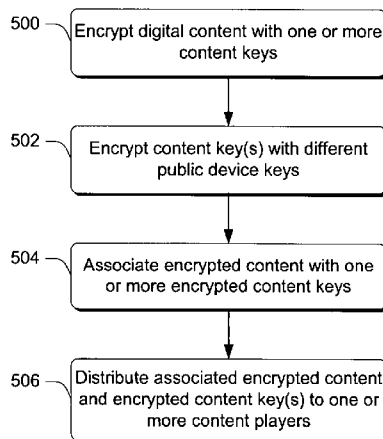 500
Encrypt digital content with one or more
content keys
502
Encrypt content key(s) with different
public device keys
504
Associate encrypted content with one
or more encrypted content keys
506
Distribute associated encrypted content
and encrypted content key(s) to one or
more content players